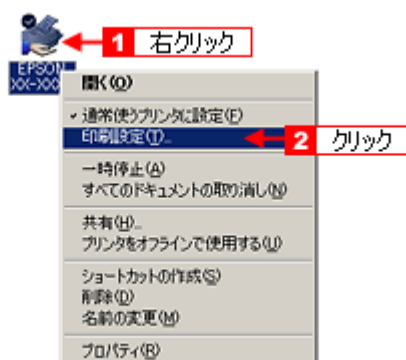 1 右クリック
EPSON
XX-XXX
開く(O)
✓通常使うプリンタに設定(F)
印刷設定(T)...
2 クリック
一時停止(A)
すべてのドキュメントの取り消し(N)
共有(H)...
プリンタをオフラインで使用する(U)
ショートカットの作成(S)
削除(D)
名前の変更(M)
プロパティ(R)